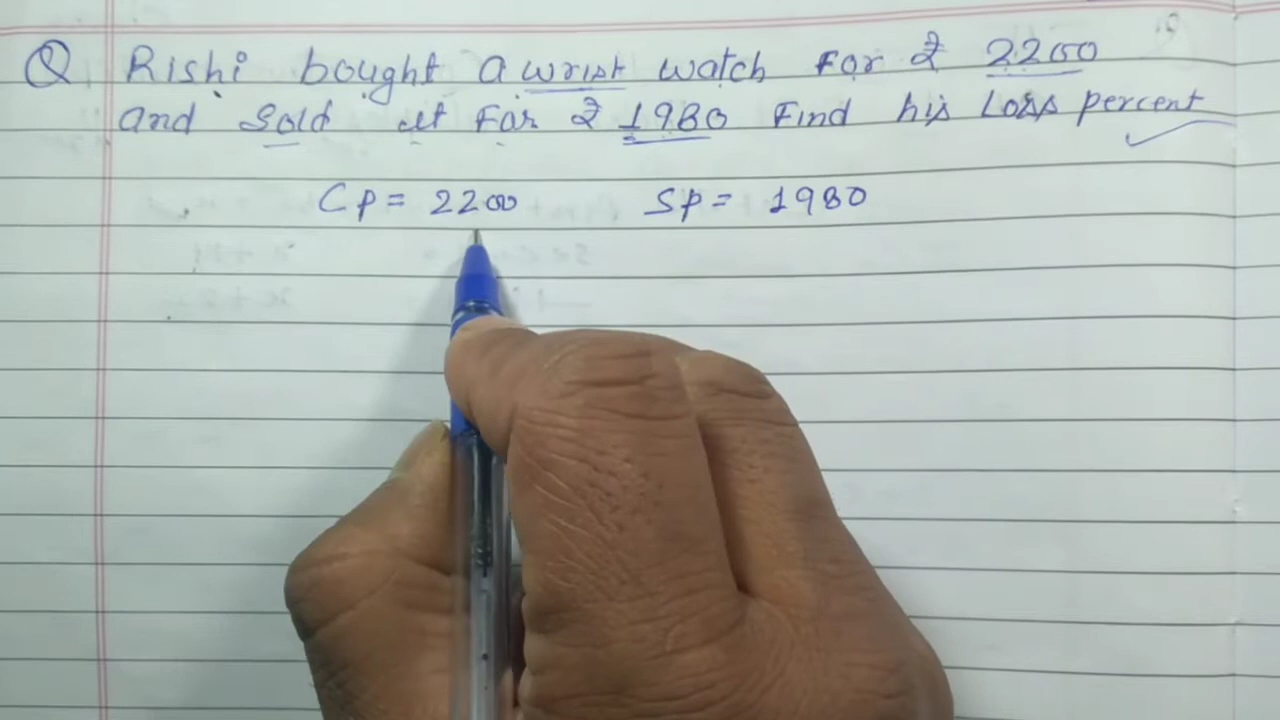 Q Rishi bought a wrist watch For ₹ 2200
and Sold it For ₹ 1980 Find his Loss percent
CP = 2200 SP = 1980